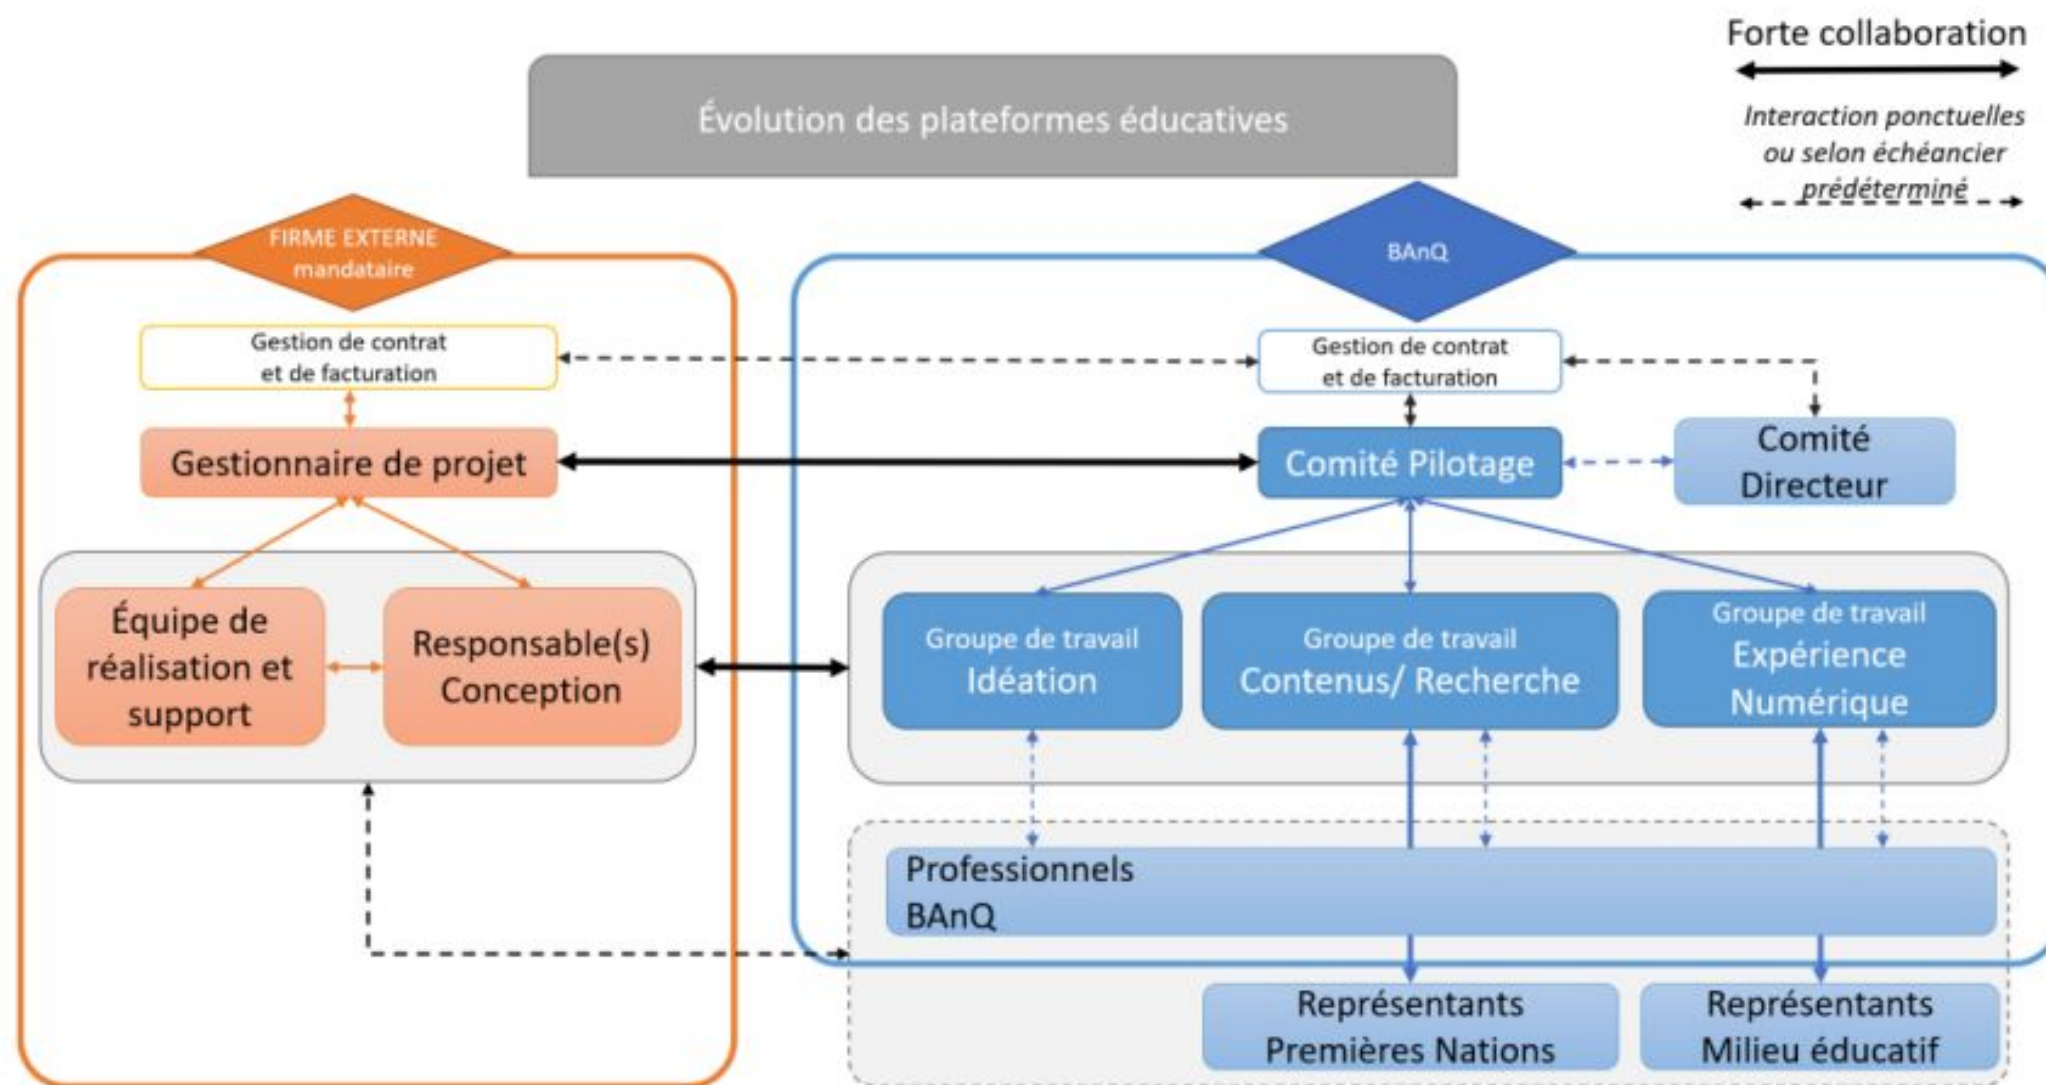 Forte collaboration
Évolution des plateformes éducatives
Interaction ponctuelles
ou selon échéancier
prédéterminé
FIRME EXTERNE
mandataire
BAnQ
Gestion de contrat
et de facturation
Gestion de contrat
et de facturation
Gestionnaire de projet
Comité Pilotage
Comité
Directeur
Équipe de
réalisation et
support
Responsable(s)
Conception
Groupe de travail
Idéation
Groupe de travail
Contenus/ Recherche
Groupe de travail
Expérience
Numérique
Professionnels
BAnQ
Représentants
Premières Nations
Représentants
Milieu éducatif